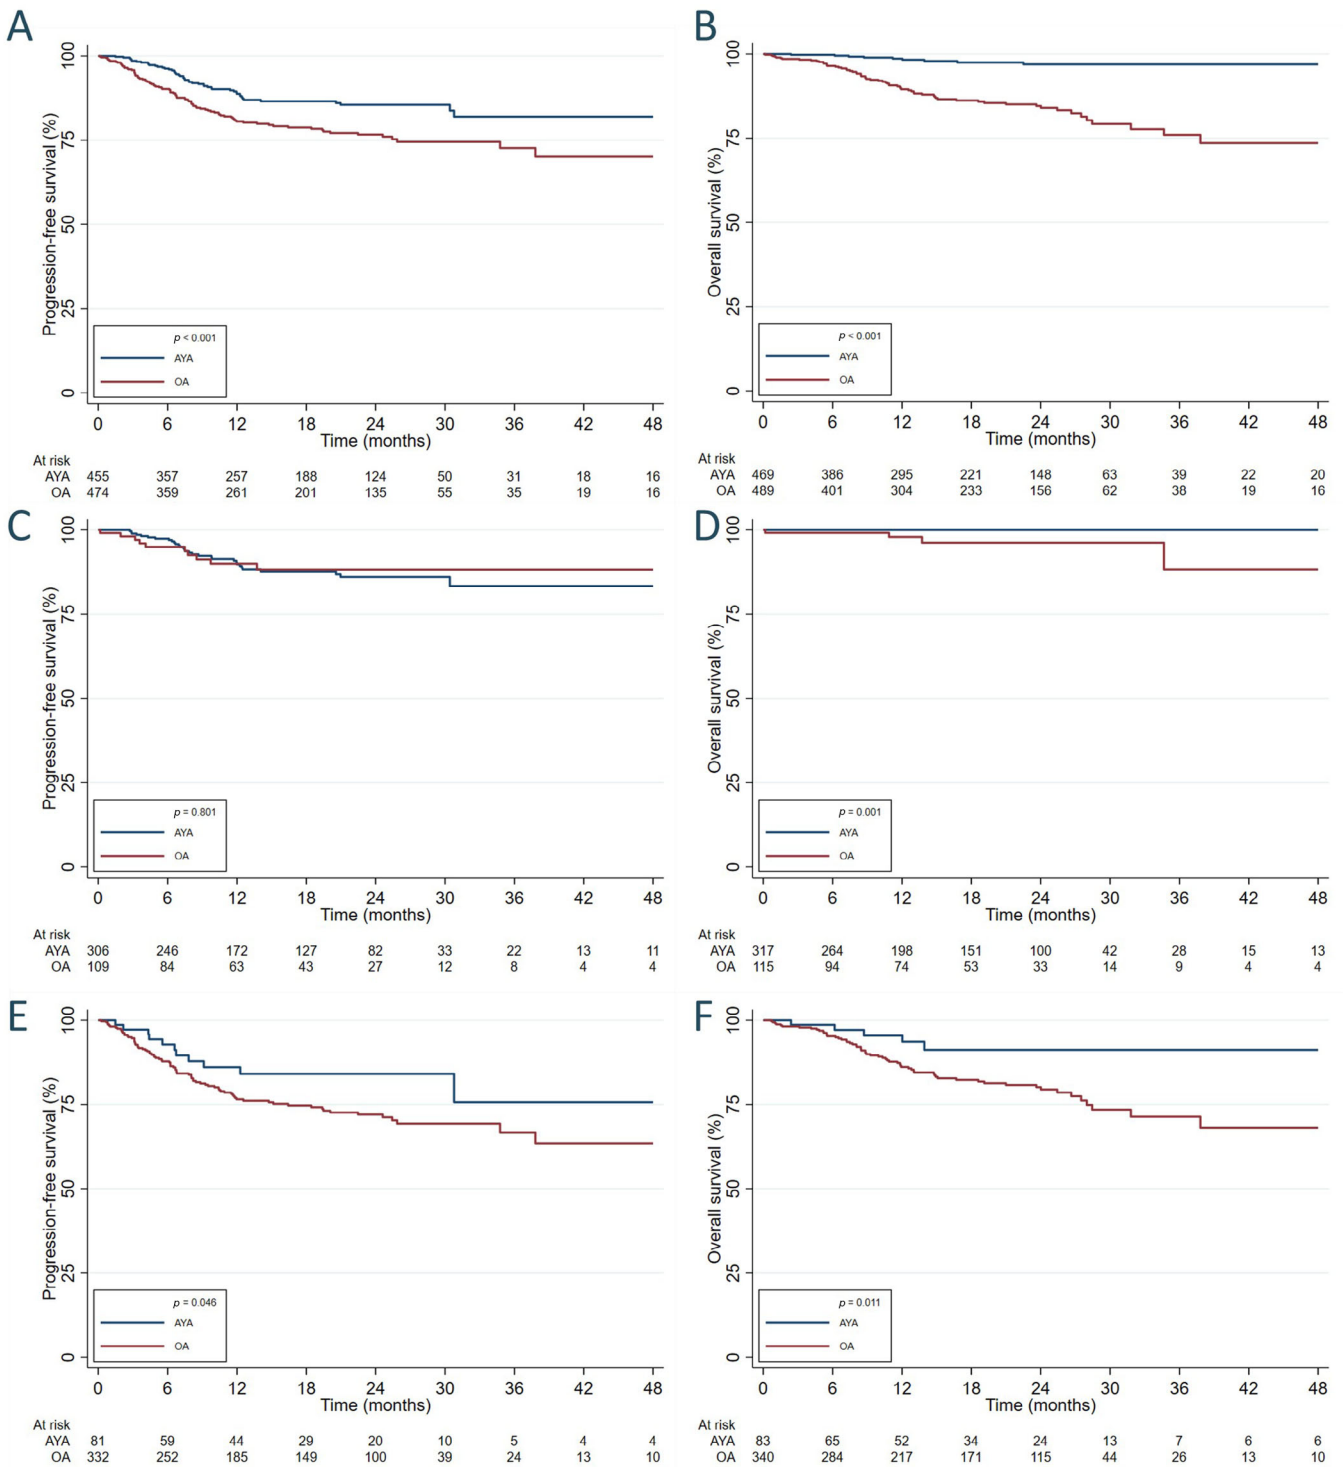 A
Progression-free survival (%)
100
75
50
25
0
p < 0.001
AYA
OA
0 6 12 18 24 30 36 42 48
Time (months)
At risk
AYA 455 357 257 188 124 50 31 18 16
OA 474 359 261 201 135 55 35 19 16
B
Overall survival (%)
100
75
50
25
0
p < 0.001
AYA
OA
0 6 12 18 24 30 36 42 48
Time (months)
At risk
AYA 469 386 295 221 148 63 39 22 20
OA 489 401 304 233 156 62 38 19 16
C
Progression-free survival (%)
100
75
50
25
0
p = 0.801
AYA
OA
0 6 12 18 24 30 36 42 48
Time (months)
At risk
AYA 306 246 172 127 82 33 22 13 11
OA 109 84 63 43 27 12 8 4 4
D
Overall survival (%)
100
75
50
25
0
p = 0.001
AYA
OA
0 6 12 18 24 30 36 42 48
Time (months)
At risk
AYA 317 264 198 151 100 42 28 15 13
OA 115 94 74 53 33 14 9 4 4
E
Progression-free survival (%)
100
75
50
25
0
p = 0.046
AYA
OA
0 6 12 18 24 30 36 42 48
Time (months)
At risk
AYA 81 59 44 29 20 10 5 4 4
OA 332 252 185 149 100 39 24 13 10
F
Overall survival (%)
100
75
50
25
0
p = 0.011
AYA
OA
0 6 12 18 24 30 36 42 48
Time (months)
At risk
AYA 83 65 52 34 24 13 7 6 6
OA 340 284 217 171 115 44 26 13 10